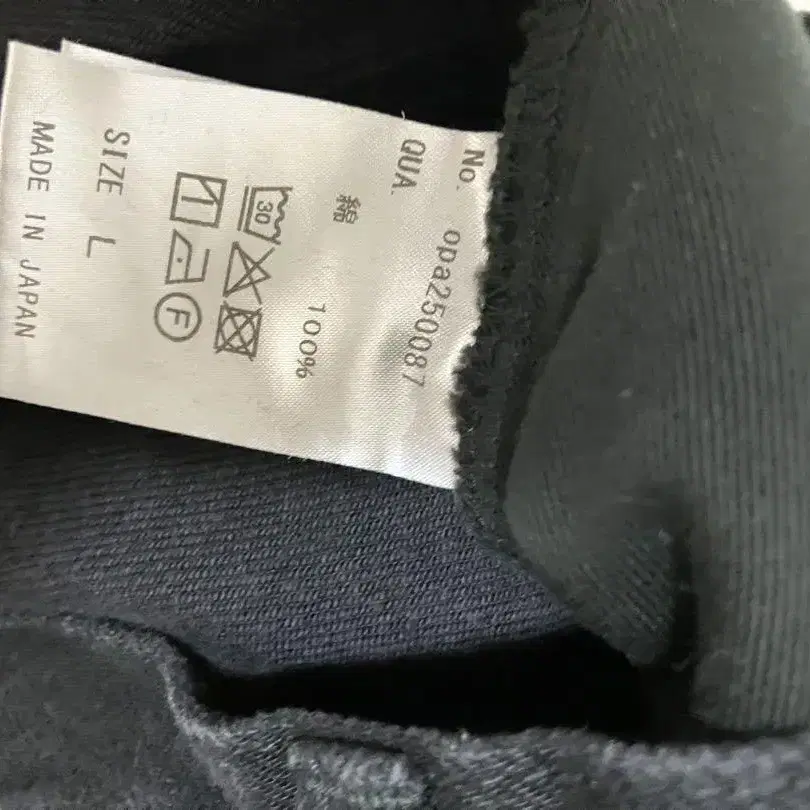 No. opa250087
QUA.
綿 100%
30
F
SIZE L
MADE IN JAPAN